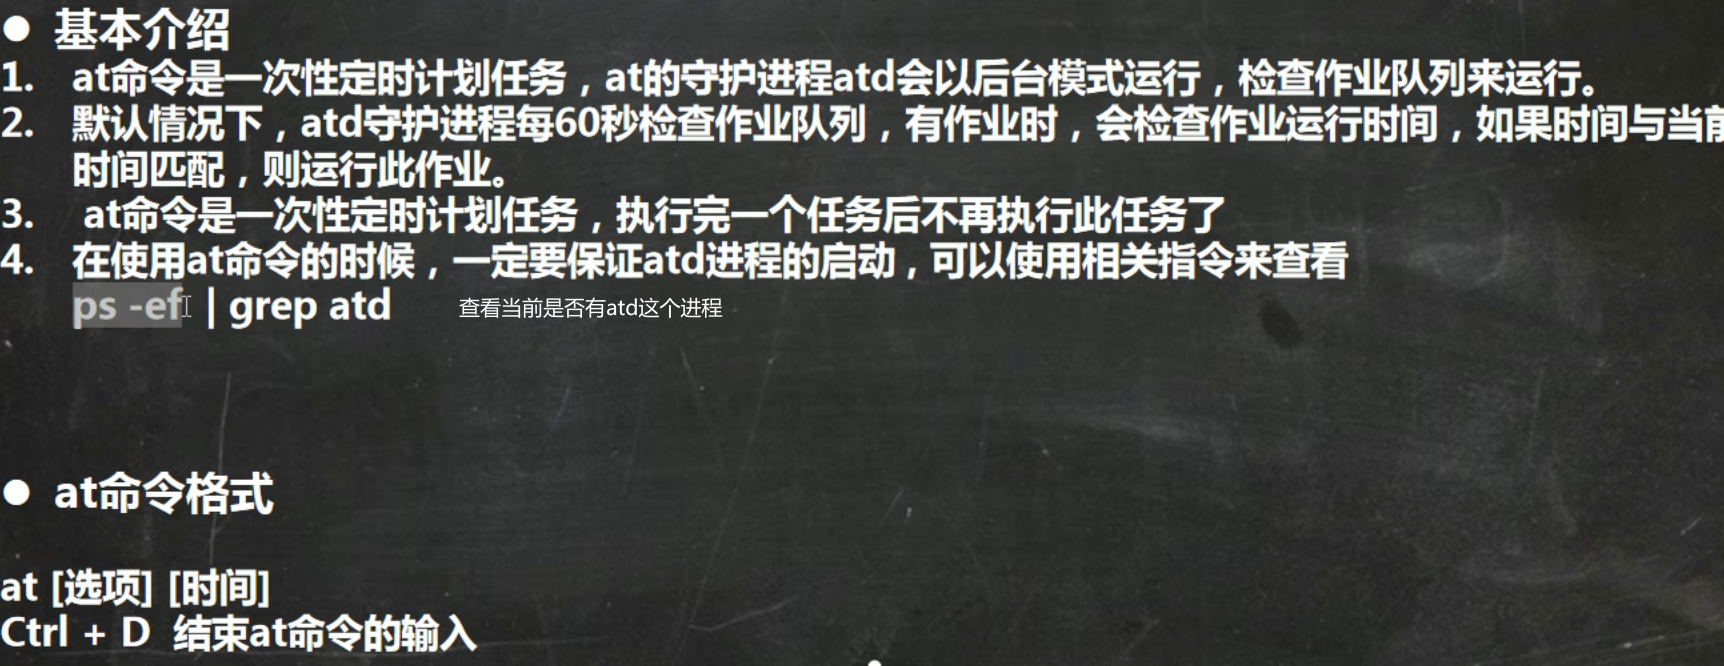 ● 基本介绍
1. at命令是一次性定时计划任务，at的守护进程atd会以后台模式运行，检查作业队列来运行。
2. 默认情况下，atd守护进程每60秒检查作业队列，有作业时，会检查作业运行时间，如果时间与当前
时间匹配，则运行此作业。
3. at命令是一次性定时计划任务，执行完一个任务后不再执行此任务了
4. 在使用at命令的时候，一定要保证atd进程的启动，可以使用相关指令来查看
ps -ef | grep atd 查看当前是否有atd这个进程
● at命令格式
at [选项] [时间]
Ctrl + D 结束at命令的输入